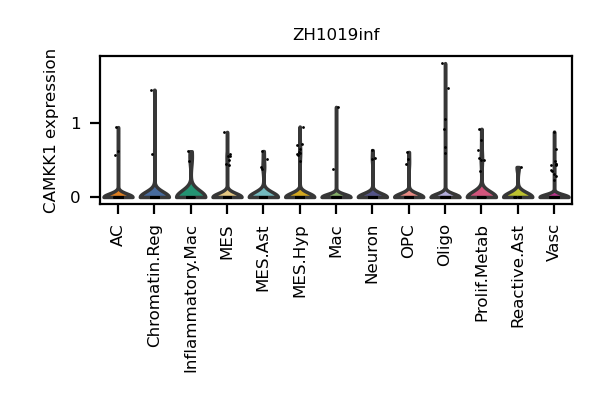 ZH1019inf
CAMKK1 expression
1
0
AC
Chromatin.Reg
Inflammatory.Mac
MES
MES.Ast
MES.Hyp
Mac
Neuron
OPC
Oligo
Prolif.Metab
Reactive.Ast
Vasc